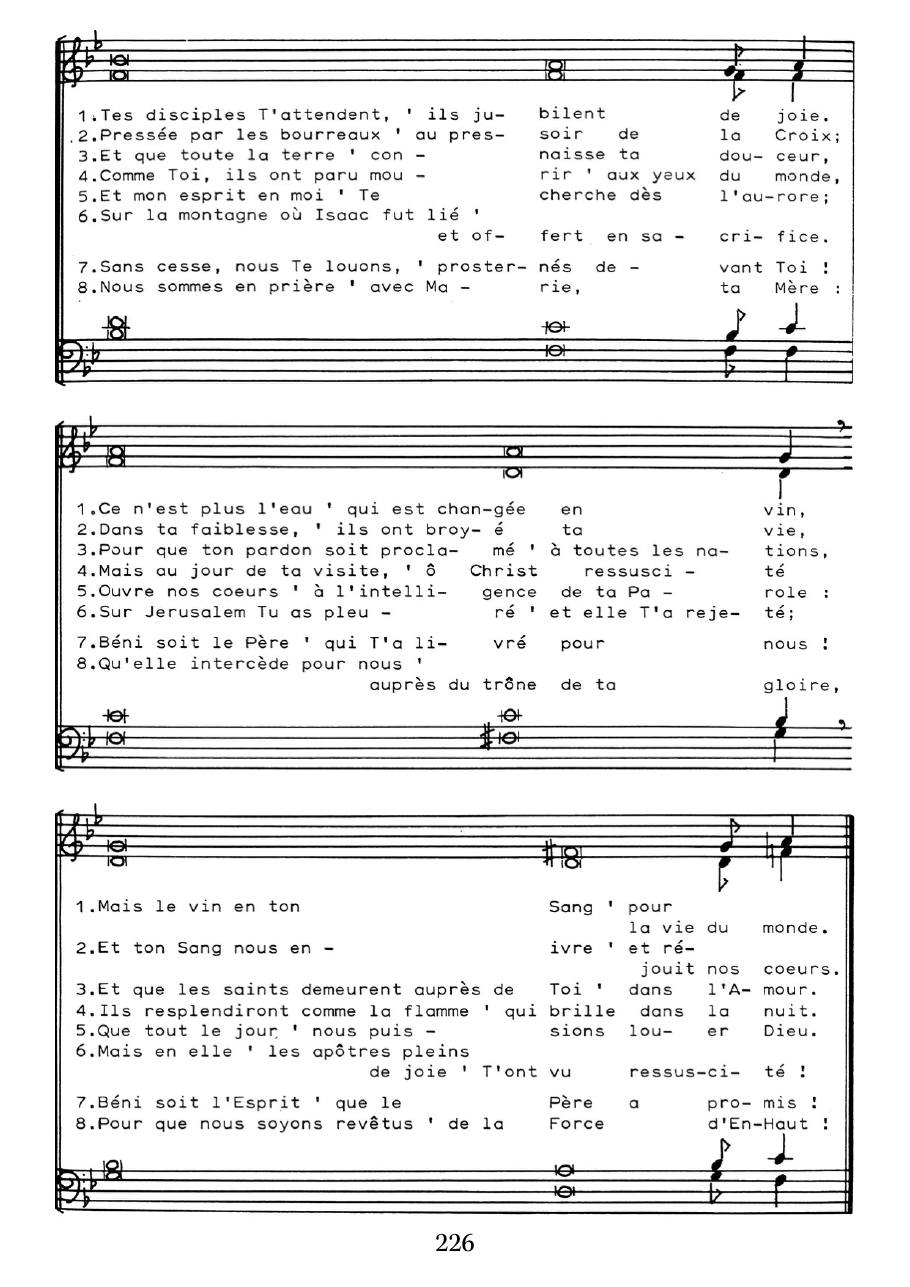 1.Tes disciples T'attendent, ' ils ju- bilent de joie.
2.Pressée par les bourreaux ' au pres- soir de la Croix;
3.Et que toute la terre ' con - naisse ta dou- ceur,
4.Comme Toi, ils ont paru mou - rir ' aux yeux du monde,
5.Et mon esprit en moi ' Te cherche dès l'au-rore;
6.Sur la montagne où Isaac fut lié '
et of- fert en sa - cri- fice.
7.Sans cesse, nous Te louons, ' proster- nés de - vant Toi !
8.Nous sommes en prière ' avec Ma - rie, ta Mère :
1.Ce n'est plus l'eau ' qui est chan-gée en vin,
2.Dans ta faiblesse, ' ils ont broy- é ta vie,
3.Pour que ton pardon soit procla- mé ' à toutes les na- tions,
4.Mais au jour de ta visite, ' ô Christ ressusci - té
5.Ouvre nos coeurs ' à l'intelli- gence de ta Pa - role :
6.Sur Jerusalem Tu as pleu - ré ' et elle T'a reje- té;
7.Béni soit le Père ' qui T'a li- vré pour nous !
8.Qu'elle intercède pour nous '
auprès du trône de ta gloire,
1.Mais le vin en ton Sang ' pour
la vie du monde.
2.Et ton Sang nous en - ivre ' et ré-
jouit nos coeurs.
3.Et que les saints demeurent auprès de Toi ' dans l'A- mour.
4.Ils resplendiront comme la flamme ' qui brille dans la nuit.
5.Que tout le jour, ' nous puis - sions lou- er Dieu.
6.Mais en elle ' les apôtres pleins
de joie ' T'ont vu ressus-ci- té !
7.Béni soit l'Esprit ' que le Père a pro- mis !
8.Pour que nous soyons revêtus ' de la Force d'En-Haut !
226